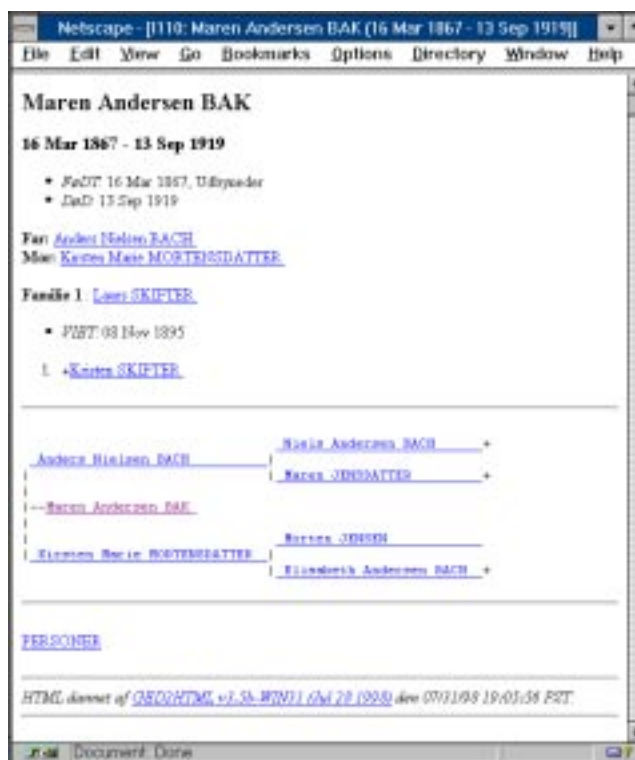 Netscape - [I110: Maren Andersen BAK (16 Mar 1867 - 13 Sep 1919)]
File Edit View Go Bookmarks Options Directory Window Help
Maren Andersen BAK
16 Mar 1867 - 13 Sep 1919
FøDT: 16 Mar 1867, Udbyneder
DøD: 13 Sep 1919
Far: Anders Nielsen BACH
Mor: Kirsten Marie MORTENSDATTER
Familie 1: Laurs SKIFTER
VIET: 08 Nov 1895
1. +Kristen SKIFTER
Niels Andersen BACH +
Anders Nielsen BACH
Maren JENSDATTER +
--Maren Andersen BAK
Morten JENSEN
Kirsten Marie MORTENSDATTER
Elisabeth Andersen BACH +
PERSONER
HTML dannet af GED2HTML v3.5b-WIN31 (Jul 20 1998) den 07/31/98 19:05:56 PST.
Document: Done